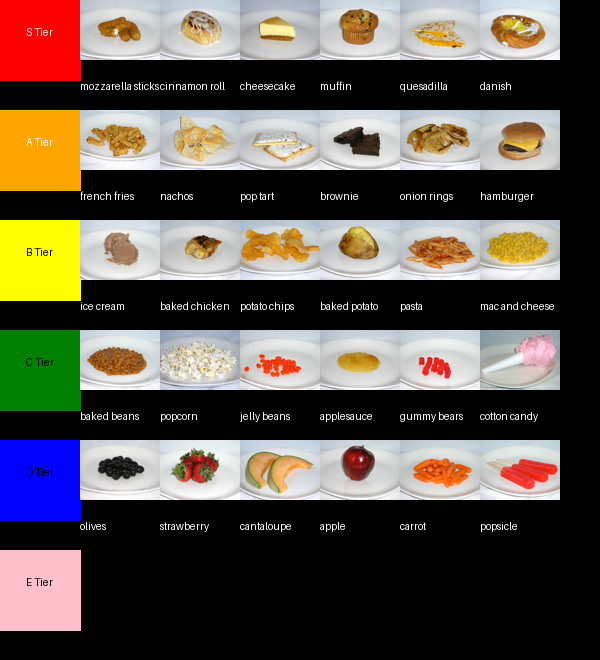 S Tier
mozzarella sticks cinnamon roll cheesecake muffin quesadilla danish
A Tier
french fries nachos pop tart brownie onion rings hamburger
B Tier
ice cream baked chicken potato chips baked potato pasta mac and cheese
C Tier
baked beans popcorn jelly beans applesauce gummy bears cotton candy
D Tier
olives strawberry cantaloupe apple carrot popsicle
E Tier